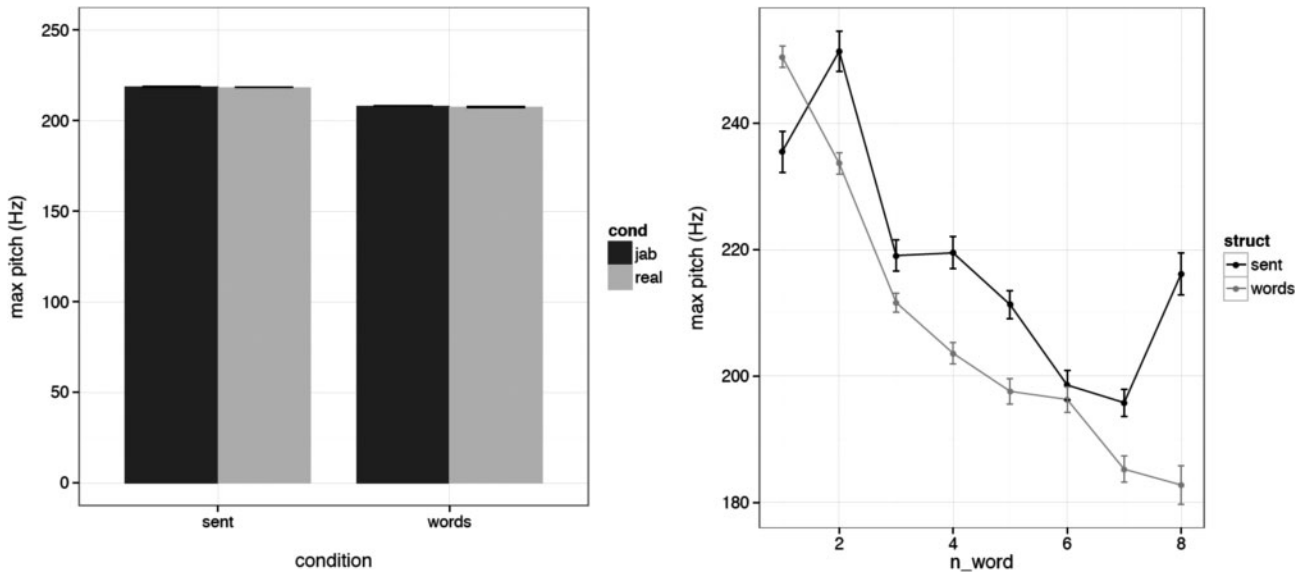 max pitch (Hz)
250
200
150
100
50
0
sent
words
condition
cond
jab
real
max pitch (Hz)
240
220
200
180
2
4
6
8
n_word
struct
sent
words